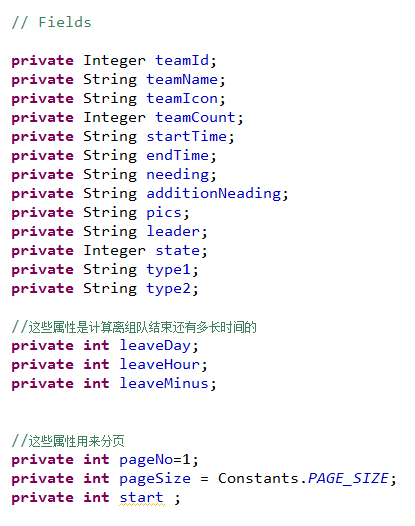 // Fields
private Integer teamId;
private String teamName;
private String teamIcon;
private Integer teamCount;
private String startTime;
private String endTime;
private String needing;
private String additionNeading;
private String pics;
private String leader;
private Integer state;
private String type1;
private String type2;
//这些属性是计算离组队结束还有多长时间的
private int leaveDay;
private int leaveHour;
private int leaveMinus;
//这些属性用来分页
private int pageNo=1;
private int pageSize = Constants.PAGE_SIZE;
private int start ;